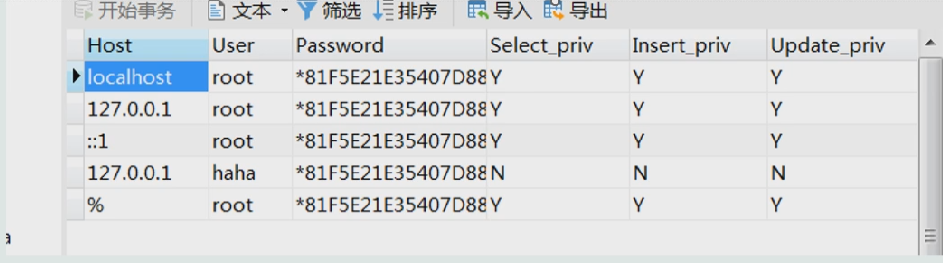 开始事务 文本 筛选 排序 导入 导出
Host User Password Select_priv Insert_priv Update_priv
localhost root *81F5E21E35407D88 Y Y Y
127.0.0.1 root *81F5E21E35407D88 Y Y Y
::1 root *81F5E21E35407D88 Y Y Y
127.0.0.1 haha *81F5E21E35407D88 N N N
% root *81F5E21E35407D88 Y Y Y
a